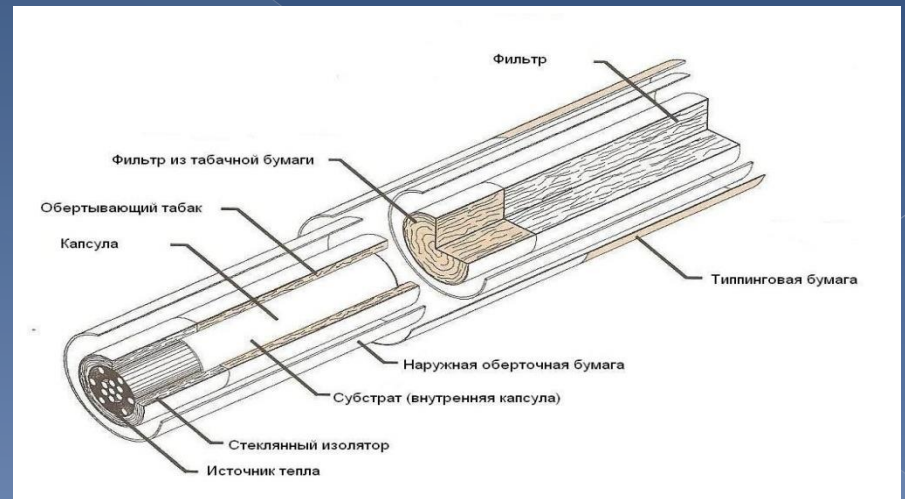 Фильтр
Фильтр из табачной бумаги
Обертывающий табак
Капсула
Типпинговая бумага
Наружная оберточная бумага
Субстрат (внутренняя капсула)
Стеклянный изолятор
Источник тепла